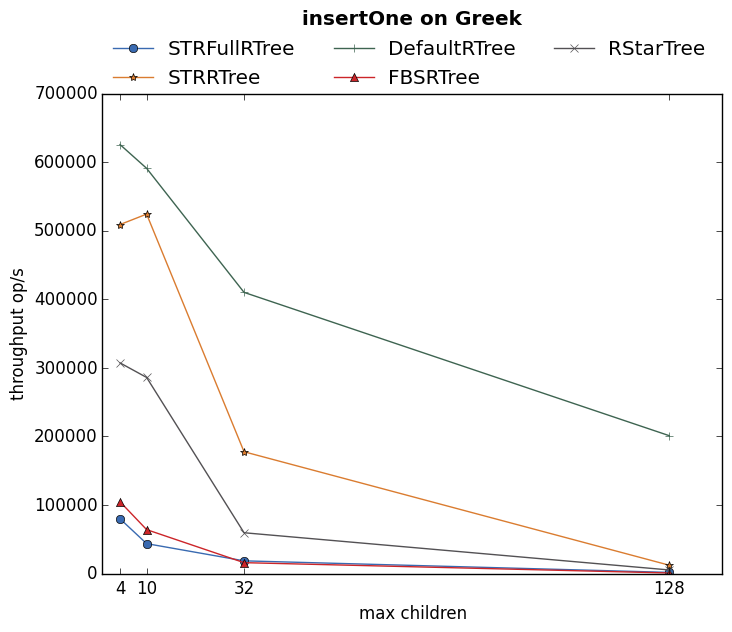 insertOne on Greek
STRFullRTree DefaultRTree RStarTree
STRRTree FBSRTree
700000
600000
500000
400000
300000
200000
100000
0
throughput op/s
4 10 32 128
max children